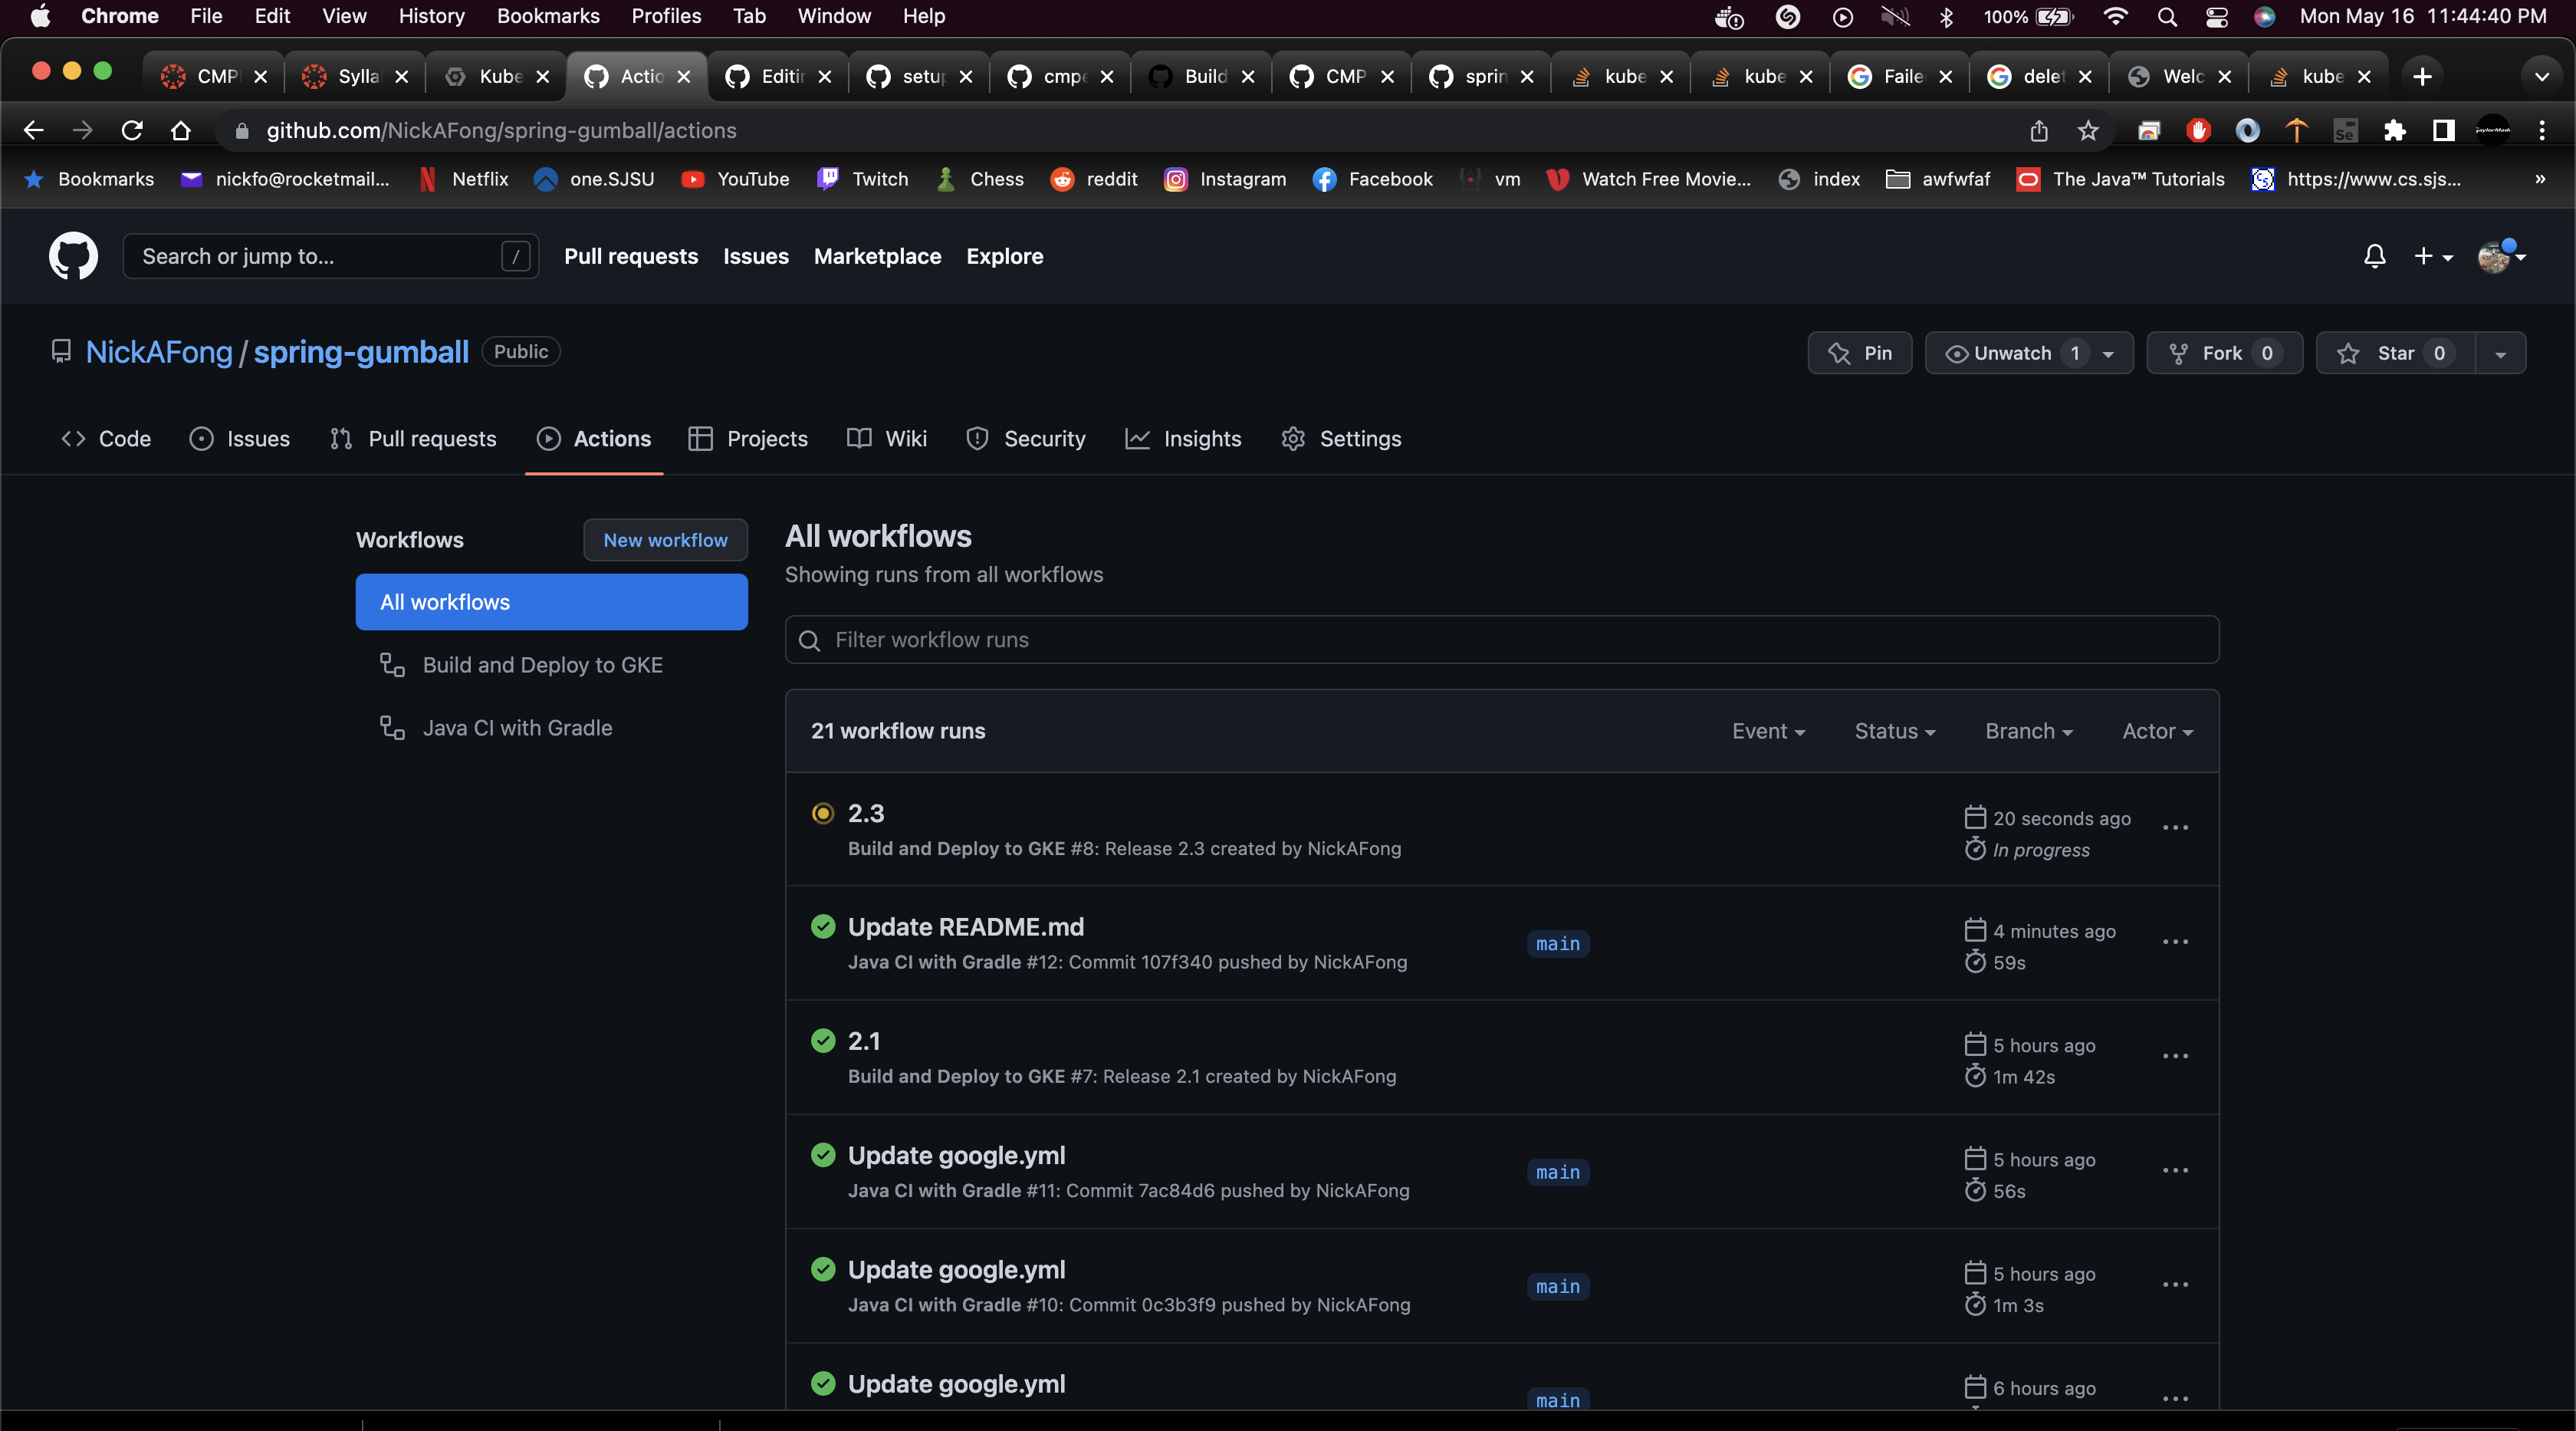 Chrome File Edit View History Bookmarks Profiles Tab Window Help 100% Mon May 16 11:44:40 PM
CMP Sylla Kube Actio Editin setup cmpe Build CMP sprin kube kube Faile delet Welc kube
github.com/NickAFong/spring-gumball/actions
Bookmarks nickfo@rocketmail... Netflix one.SJSU YouTube Twitch Chess reddit Instagram Facebook vm Watch Free Movie... index awfwfaf The Java™ Tutorials https://www.cs.sjs... »
Search or jump to... / Pull requests Issues Marketplace Explore
NickAFong / spring-gumball Public Pin Unwatch 1 Fork 0 Star 0
Code Issues Pull requests Actions Projects Wiki Security Insights Settings
Workflows New workflow
All workflows
Build and Deploy to GKE
Java CI with Gradle
All workflows
Showing runs from all workflows
Filter workflow runs
21 workflow runs Event Status Branch Actor
2.3 20 seconds ago
Build and Deploy to GKE #8: Release 2.3 created by NickAFong In progress
Update README.md main 4 minutes ago
Java CI with Gradle #12: Commit 107f340 pushed by NickAFong 59s
2.1 5 hours ago
Build and Deploy to GKE #7: Release 2.1 created by NickAFong 1m 42s
Update google.yml main 5 hours ago
Java CI with Gradle #11: Commit 7ac84d6 pushed by NickAFong 56s
Update google.yml main 5 hours ago
Java CI with Gradle #10: Commit 0c3b3f9 pushed by NickAFong 1m 3s
Update google.yml main 6 hours ago